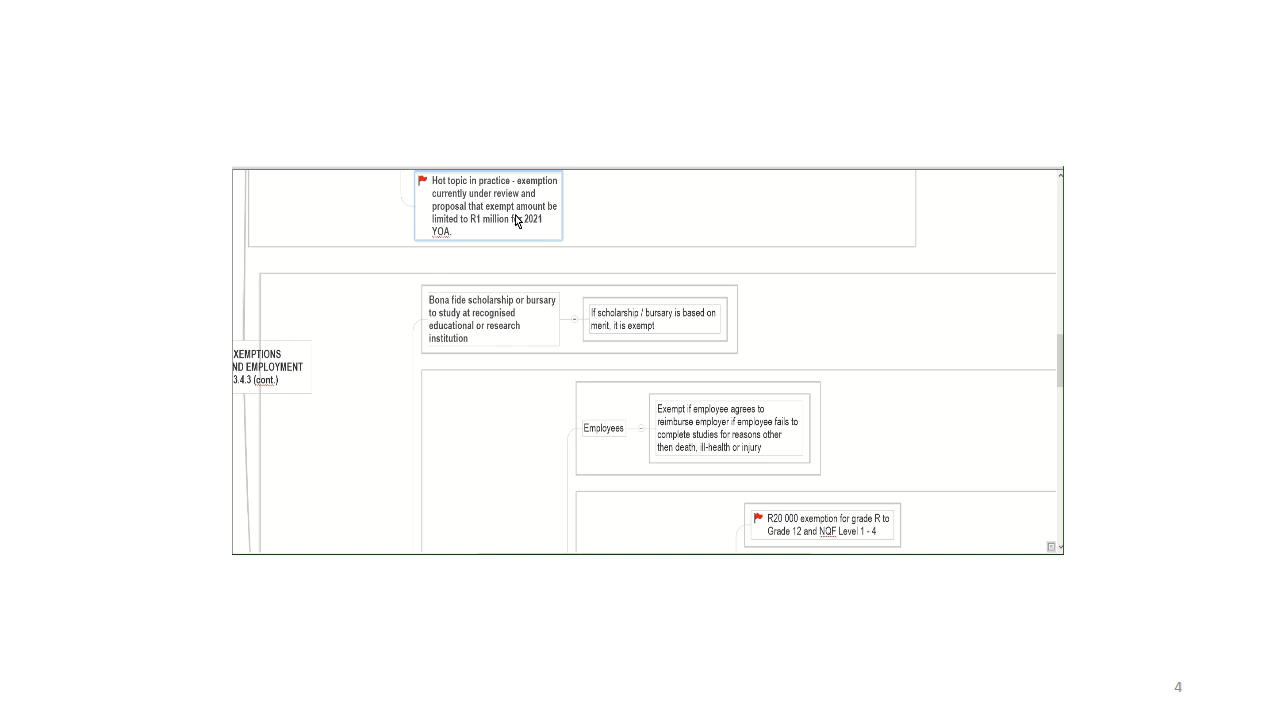 Hot topic in practice - exemption
currently under review and
proposal that exempt amount be
limited to R1 million for 2021
YOA.
Bona fide scholarship or bursary
to study at recognised
educational or research
institution
If scholarship / bursary is based on
merit, it is exempt
XEMPTIONS
ND EMPLOYMENT
3.4.3 (cont.)
Employees
Exempt if employee agrees to
reimburse employer if employee fails to
complete studies for reasons other
then death, ill-health or injury
R20 000 exemption for grade R to
Grade 12 and NQF Level 1 - 4
4